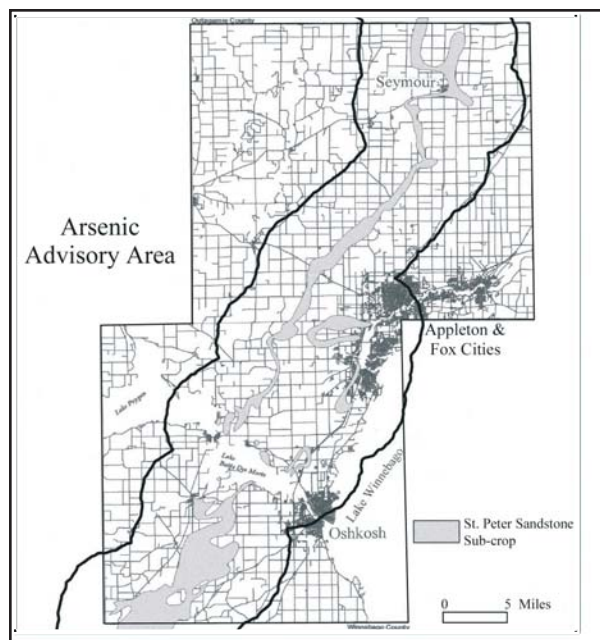 Outagamie County
Seymour
Arsenic
Advisory Area
Appleton &
Fox Cities
Lake Poygan
Lake
Butte Des Morts
Lake Winnebago
Oshkosh
St. Peter Sandstone
Sub-crop
0 5 Miles
Winnebago County